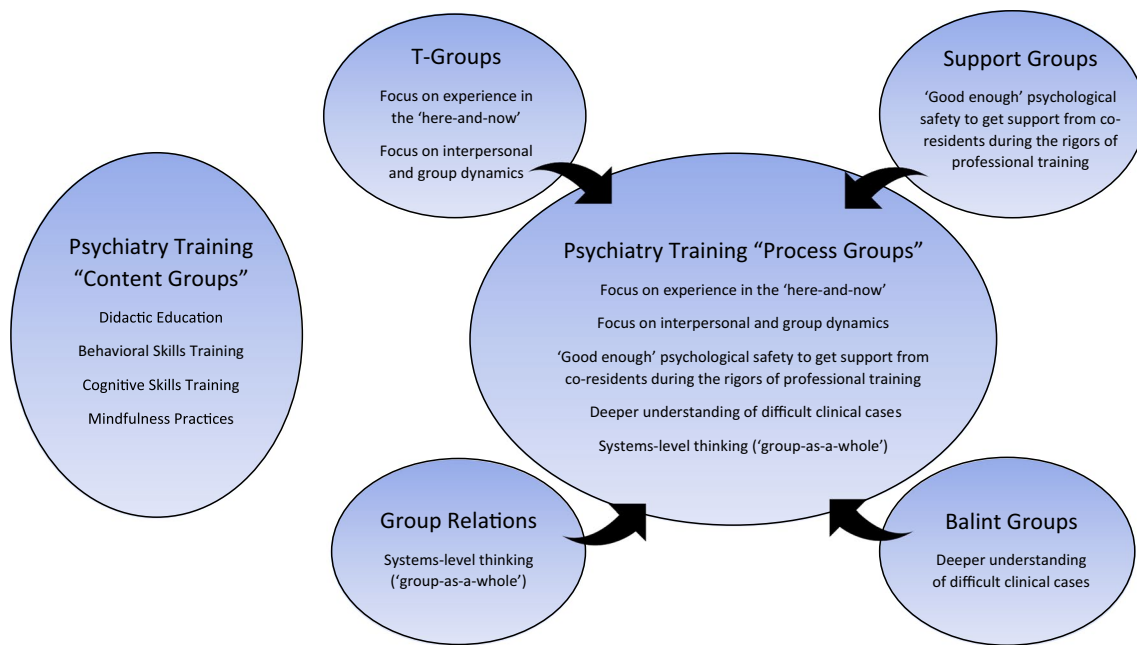 T-Groups
Focus on experience in
the ‘here-and-now’
Focus on interpersonal
and group dynamics
Support Groups
‘Good enough’ psychological
safety to get support from co-
residents during the rigors of
professional training
Psychiatry Training
“Content Groups”
Didactic Education
Behavioral Skills Training
Cognitive Skills Training
Mindfulness Practices
Psychiatry Training “Process Groups”
Focus on experience in the ‘here-and-now’
Focus on interpersonal and group dynamics
‘Good enough’ psychological safety to get support from
co-residents during the rigors of professional training
Deeper understanding of difficult clinical cases
Systems-level thinking (‘group-as-a-whole’)
Group Relations
Systems-level thinking
(‘group-as-a-whole’)
Balint Groups
Deeper understanding
of difficult clinical cases